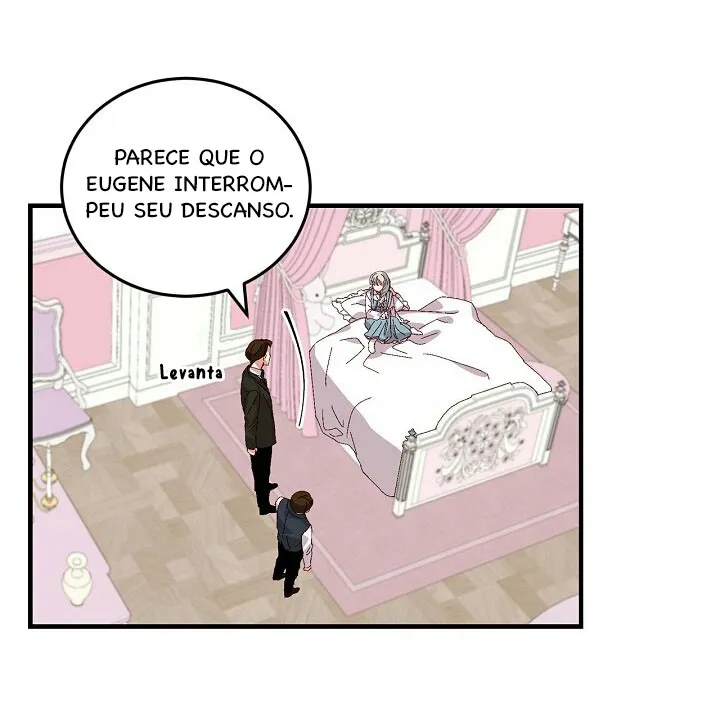 PARECE QUE O
EUGENE INTERROM-
PEU SEU DESCANSO.
Levanta